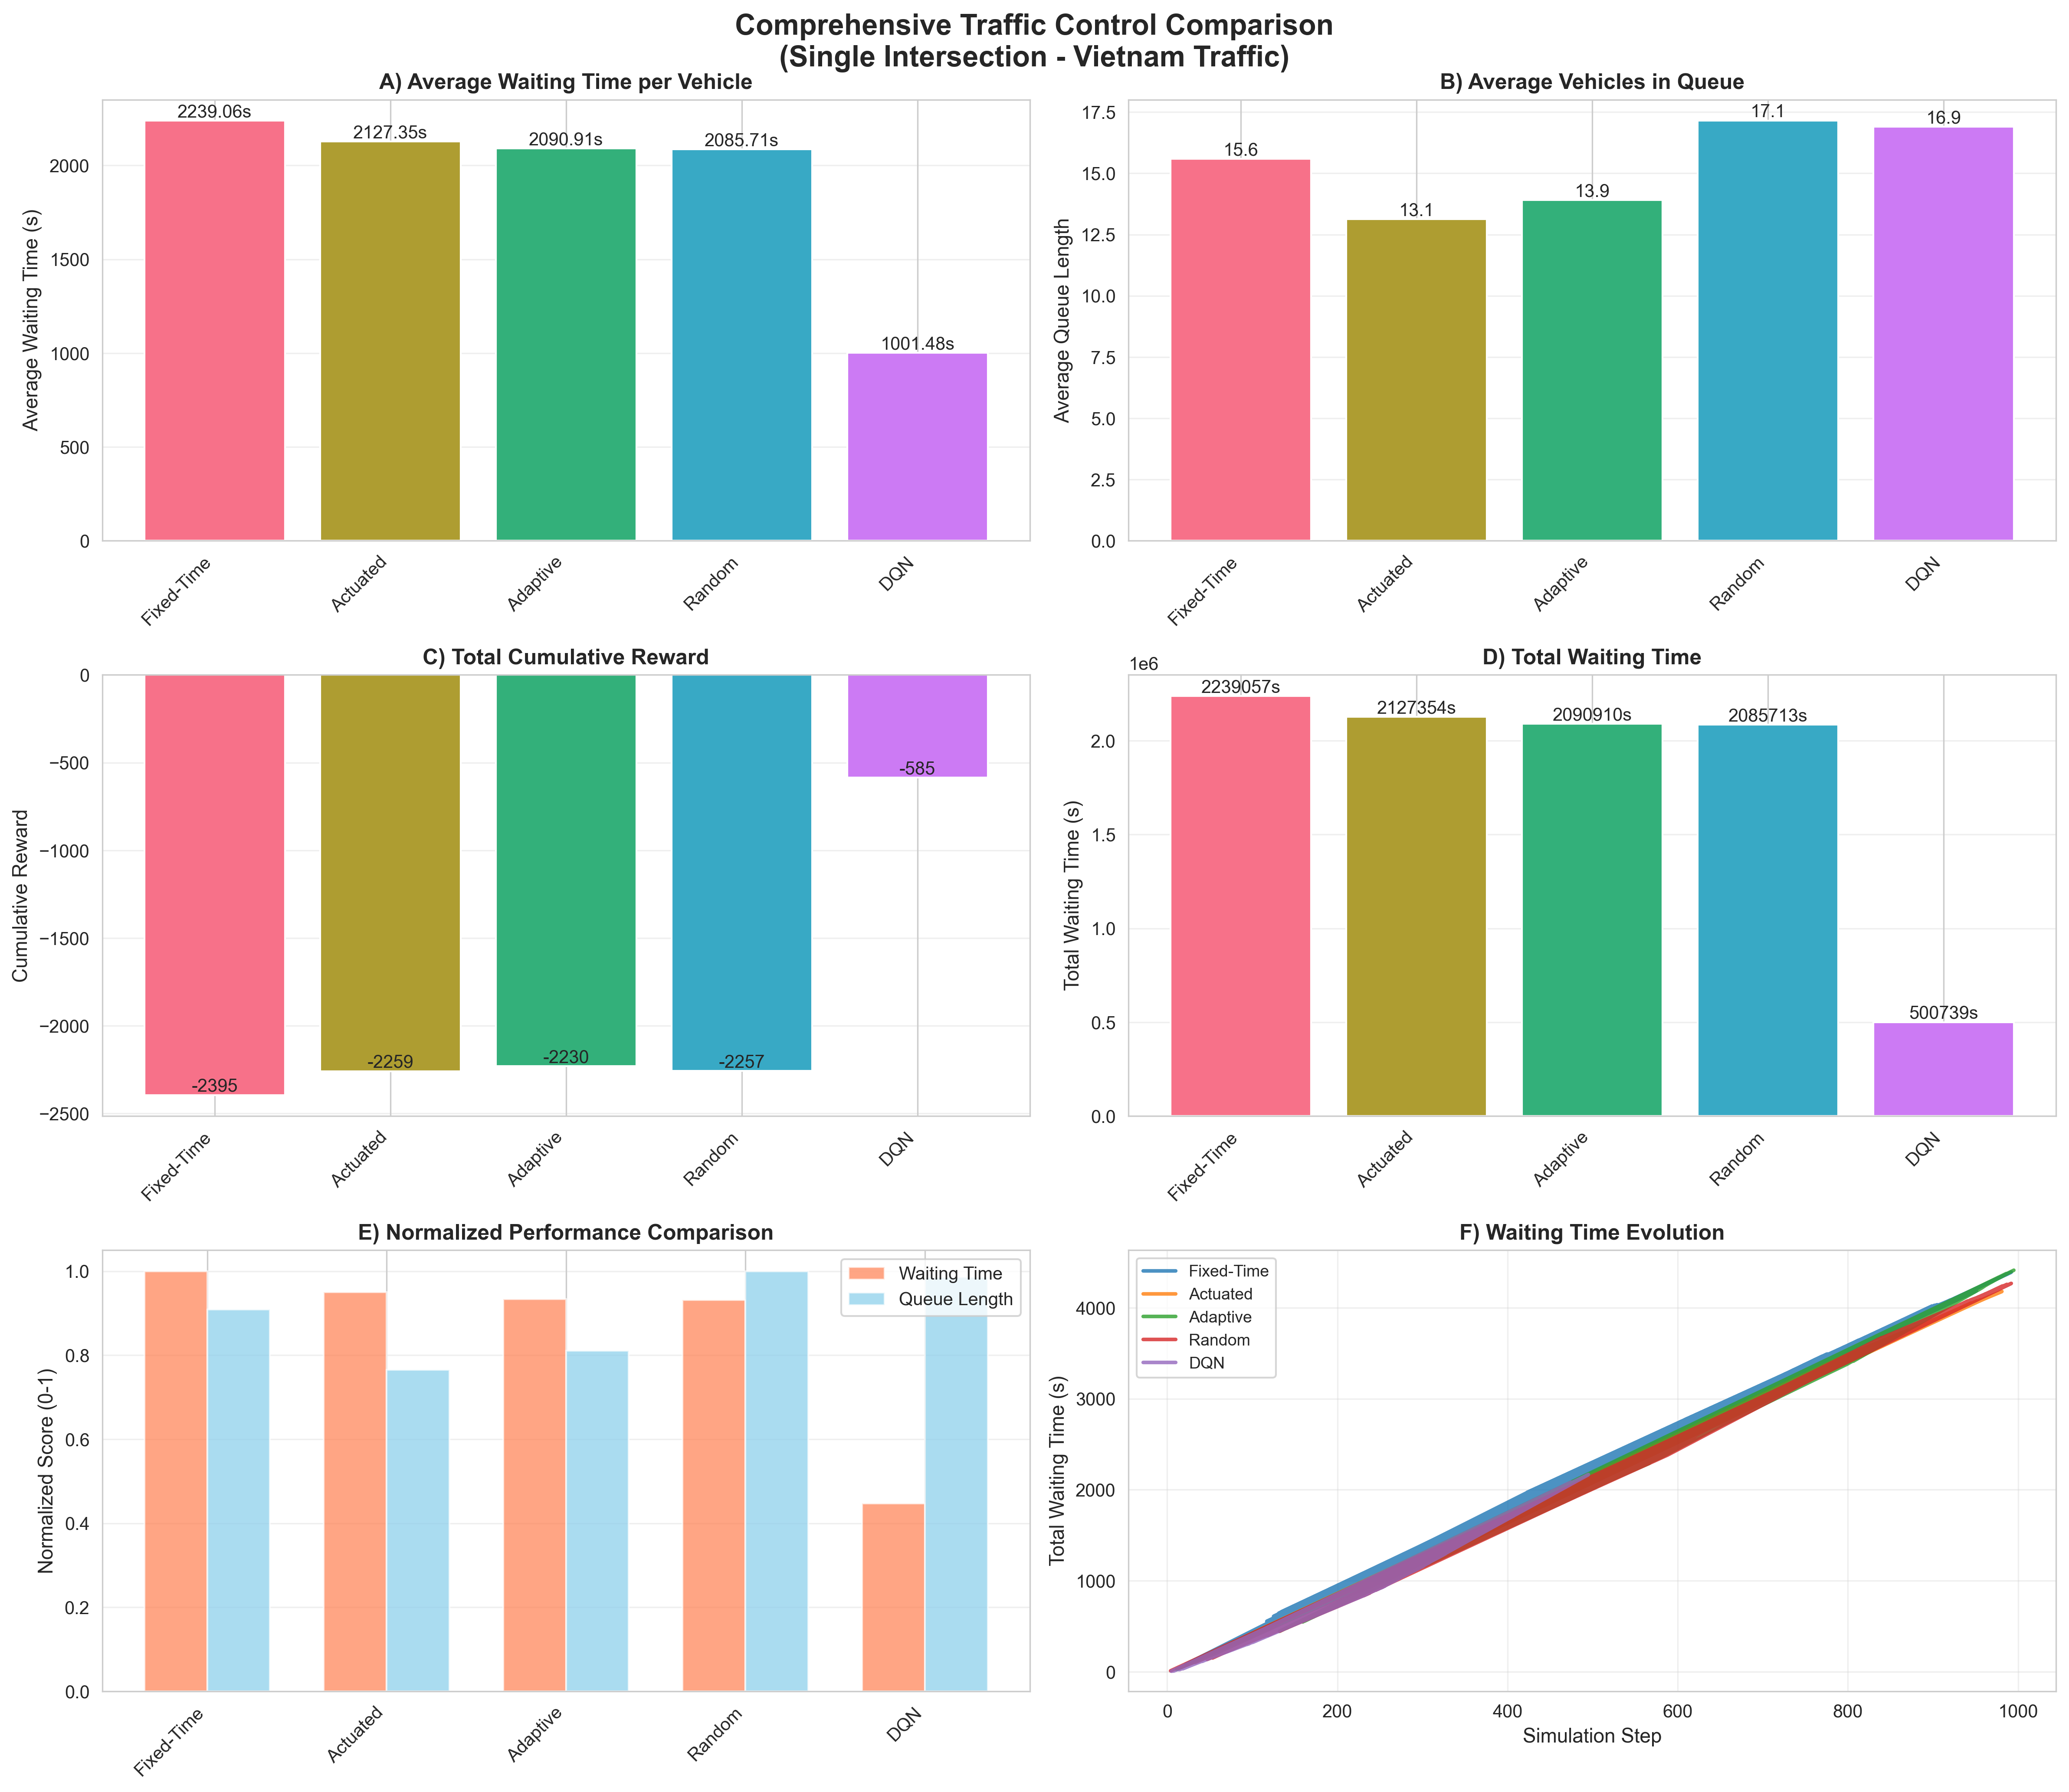 Comprehensive Traffic Control Comparison
(Single Intersection - Vietnam Traffic)
A) Average Waiting Time per Vehicle
Average Waiting Time (s)
2000
1500
1000
500
0
2239.06s
2127.35s
2090.91s
2085.71s
1001.48s
Fixed-Time
Actuated
Adaptive
Random
DQN
B) Average Vehicles in Queue
Average Queue Length
17.5
15.0
12.5
10.0
7.5
5.0
2.5
0.0
15.6
13.1
13.9
17.1
16.9
Fixed-Time
Actuated
Adaptive
Random
DQN
C) Total Cumulative Reward
Cumulative Reward
0
−500
−1000
−1500
−2000
−2500
-2395
-2259
-2230
-2257
-585
Fixed-Time
Actuated
Adaptive
Random
DQN
D) Total Waiting Time
1e6
Total Waiting Time (s)
2.0
1.5
1.0
0.5
0.0
2239057s
2127354s
2090910s
2085713s
500739s
Fixed-Time
Actuated
Adaptive
Random
DQN
E) Normalized Performance Comparison
Normalized Score (0-1)
1.0
0.8
0.6
0.4
0.2
0.0
Waiting Time
Queue Length
Fixed-Time
Actuated
Adaptive
Random
DQN
F) Waiting Time Evolution
Total Waiting Time (s)
4000
3000
2000
1000
0
Fixed-Time
Actuated
Adaptive
Random
DQN
0
200
400
600
800
1000
Simulation Step